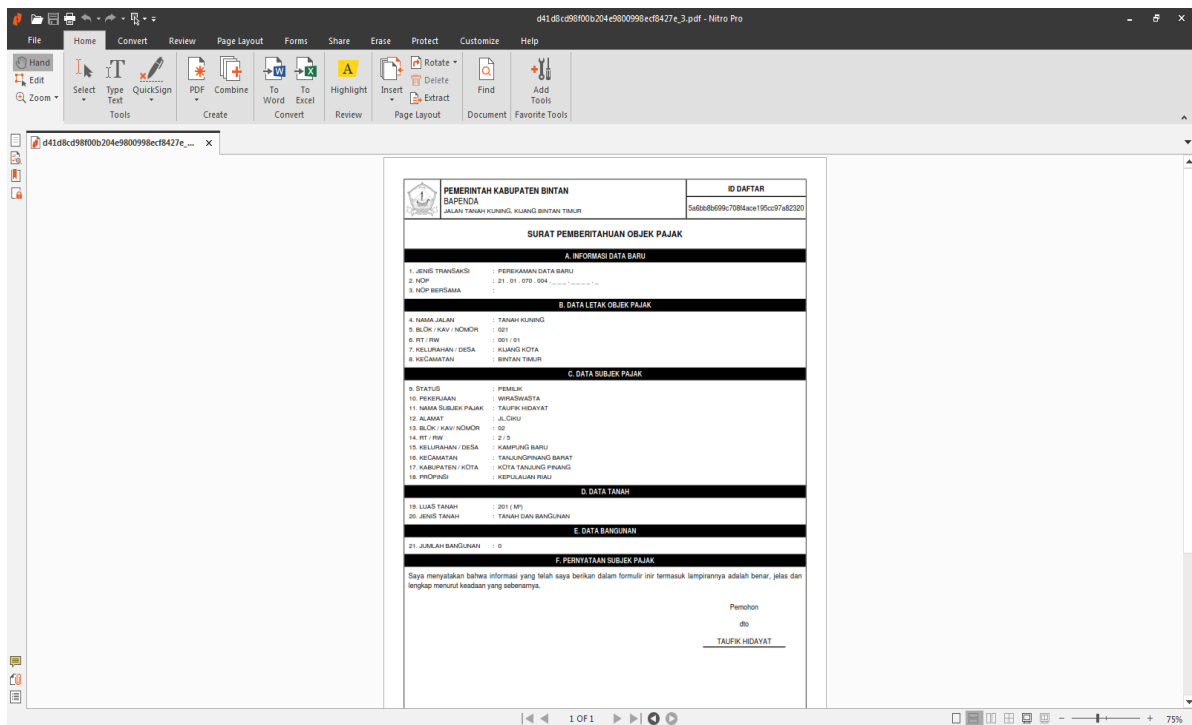 d41d8cd98f00b204e9800998ecf8427e_3.pdf - Nitro Pro
File Home Convert Review Page Layout Forms Share Erase Protect Customize Help
Hand
Edit
Zoom
Select
Type Text
QuickSign
Tools
PDF
Combine
Create
To Word
To Excel
Convert
Highlight
Review
Insert
Rotate
Delete
Extract
Page Layout
Find
Document
Add Tools
Favorite Tools
d41d8cd98f00b204e9800998ecf8427e_...
PEMERINTAH KABUPATEN BINTAN
BAPENDA
JALAN TANAH KUNING, KIJANG BINTAN TIMUR
ID DAFTAR
5a6bb8b699c708f4ace195cc97a82320
SURAT PEMBERITAHUAN OBJEK PAJAK
A. INFORMASI DATA BARU
1. JENIS TRANSAKSI : PEREKAMAN DATA BARU
2. NOP : 21 . 01 . 070 . 004 . _ _ _ . _ _ _ _ . _
3. NOP BERSAMA :
B. DATA LETAK OBJEK PAJAK
4. NAMA JALAN : TANAH KUNING
5. BLOK / KAV / NOMOR : 021
6. RT / RW : 001 / 01
7. KELURAHAN / DESA : KIJANG KOTA
8. KECAMATAN : BINTAN TIMUR
C. DATA SUBJEK PAJAK
9. STATUS : PEMILIK
10. PEKERJAAN : WIRASWASTA
11. NAMA SUBJEK PAJAK : TAUFIK HIDAYAT
12. ALAMAT : JL.CIKU
13. BLOK / KAV/ NOMOR : 02
14. RT / RW : 2 / 5
15. KELURAHAN / DESA : KAMPUNG BARU
16. KECAMATAN : TANJUNGPINANG BARAT
17. KABUPATEN / KOTA : KOTA TANJUNG PINANG
18. PROPINSI : KEPULAUAN RIAU
D. DATA TANAH
19. LUAS TANAH : 201 ( M²)
20. JENIS TANAH : TANAH DAN BANGUNAN
E. DATA BANGUNAN
21. JUMLAH BANGUNAN : 0
F. PERNYATAAN SUBJEK PAJAK
Saya menyatakan bahwa informasi yang telah saya berikan dalam formulir inir termasuk lampirannya adalah benar, jelas dan
lengkap menurut keadaan yang sebenarnya.
Pemohon
dto
TAUFIK HIDAYAT
1 OF 1
75%